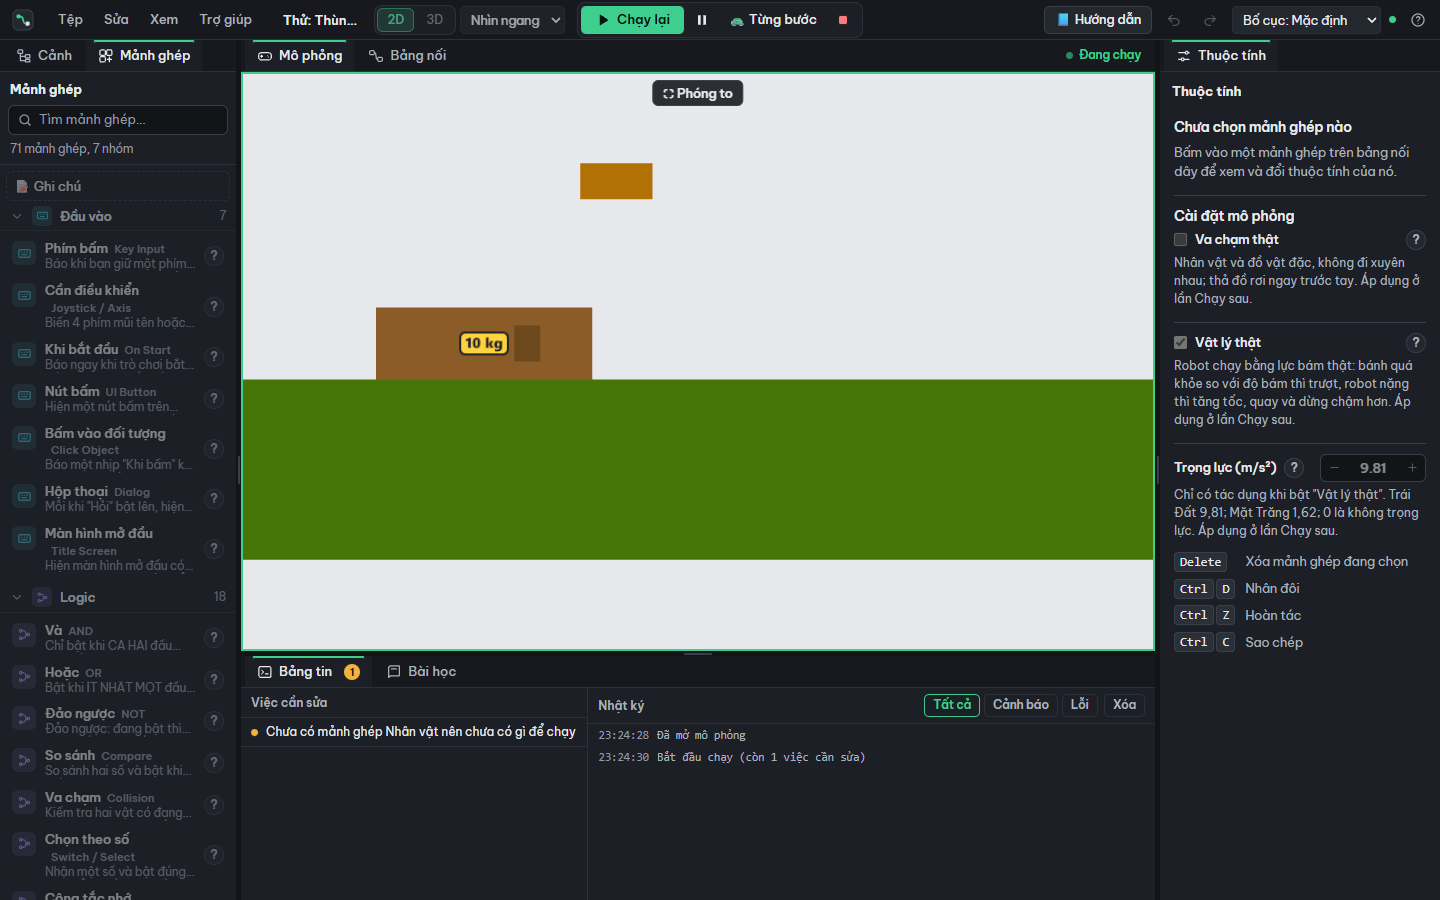 Tệp
Sửa
Xem
Trợ giúp
Thử: Thùn...
2D
3D
Nhìn ngang
Chạy lại
Từng bước
Hướng dẫn
Bố cục: Mặc định
Cảnh
Mảnh ghép
Mô phỏng
Bảng nối
Đang chạy
Thuộc tính
Mảnh ghép
Tìm mảnh ghép...
71 mảnh ghép, 7 nhóm
Ghi chú
Đầu vào 7
Phím bấm Key Input
Báo khi bạn giữ một phím...
Cần điều khiển
Joystick / Axis
Biến 4 phím mũi tên hoặc...
Khi bắt đầu On Start
Báo ngay khi trò chơi bắt...
Nút bấm UI Button
Hiện một nút bấm trên...
Bấm vào đối tượng
Click Object
Báo một nhịp "Khi bấm" k...
Hộp thoại Dialog
Mỗi khi "Hỏi" bật lên, hiện...
Màn hình mở đầu
Title Screen
Hiện màn hình mở đầu có...
Logic 18
Và AND
Chỉ bật khi CẢ HAI đầu...
Hoặc OR
Bật khi ÍT NHẤT MỘT đầu...
Đảo ngược NOT
Đảo ngược: đang bật thì...
So sánh Compare
So sánh hai số và bật khi...
Va chạm Collision
Kiểm tra hai vật có đang...
Chọn theo số
Switch / Select
Nhận một số và bật đúng...
Công tắc nhớ
Phóng to
10 kg
Bảng tin 1
Bài học
Việc cần sửa
Chưa có mảnh ghép Nhân vật nên chưa có gì để chạy
Nhật ký
Tất cả
Cảnh báo
Lỗi
Xóa
23:24:28 Đã mở mô phỏng
23:24:30 Bắt đầu chạy (còn 1 việc cần sửa)
Thuộc tính
Chưa chọn mảnh ghép nào
Bấm vào một mảnh ghép trên bảng nối
dây để xem và đổi thuộc tính của nó.
Cài đặt mô phỏng
Va chạm thật ?
Nhân vật và đồ vật đặc, không đi xuyên
nhau; thả đồ rơi ngay trước tay. Áp dụng ở
lần Chạy sau.
Vật lý thật ?
Robot chạy bằng lực bám thật: bánh quá
khỏe so với độ bám thì trượt, robot nặng
thì tăng tốc, quay và dừng chậm hơn. Áp
dụng ở lần Chạy sau.
Trọng lực (m/s²) ? − 9.81 +
Chỉ có tác dụng khi bật "Vật lý thật". Trái
Đất 9,81; Mặt Trăng 1,62; 0 là không trọng
lực. Áp dụng ở lần Chạy sau.
Delete Xóa mảnh ghép đang chọn
Ctrl D Nhân đôi
Ctrl Z Hoàn tác
Ctrl C Sao chép